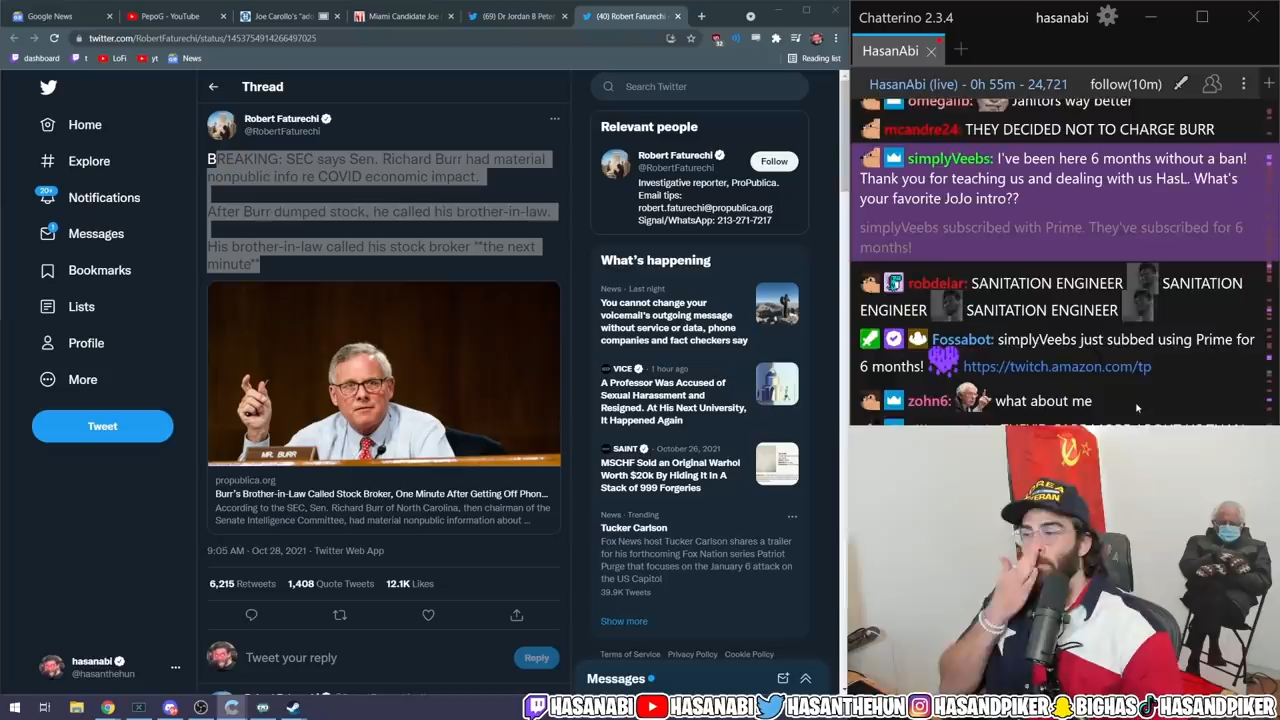 Google News
PepoG - YouTube
Joe Carollo's "ado
Miami Candidate Joe
(69) Dr Jordan B Peter
(40) Robert Faturechi
twitter.com/RobertFaturechi/status/1453754914266497025
dashboard
t
LoFi
yt
News
Reading list
Home
Explore
20+
Notifications
1
Messages
Bookmarks
Lists
Profile
More
Tweet
hasanabi
@hasanthehun
Thread
Robert Faturechi
@RobertFaturechi
BREAKING: SEC says Sen. Richard Burr had material
nonpublic info re COVID economic impact.
After Burr dumped stock, he called his brother-in-law.
His brother-in-law called his stock broker **the next
minute**
MR. BURR
propublica.org
Burr's Brother-in-Law Called Stock Broker, One Minute After Getting Off Phon...
According to the SEC, Sen. Richard Burr of North Carolina, then chairman of the
Senate Intelligence Committee, had material nonpublic information about ...
9:05 AM · Oct 28, 2021 · Twitter Web App
6,215 Retweets 1,408 Quote Tweets 12.1K Likes
Tweet your reply
Reply
Search Twitter
Relevant people
Robert Faturechi
@RobertFaturechi
Follow
Investigative reporter, ProPublica.
Email tips:
robert.faturechi@propublica.org
Signal/WhatsApp: 213-271-7217
What's happening
News · Last night
You cannot change your
voicemail's outgoing message
without service or data, phone
companies and fact checkers say
VICE · 1 hour ago
A Professor Was Accused of
Sexual Harassment and
Resigned. At His Next University,
It Happened Again
SAINT · October 26, 2021
MSCHF Sold an Original Warhol
Worth $20k By Hiding It In A
Stack of 999 Forgeries
News · Trending
Tucker Carlson
Fox News host Tucker Carlson shares a trailer
for his forthcoming Fox Nation series Patriot
Purge that focuses on the January 6 attack on
the US Capitol
39.9K Tweets
Show more
Terms of Service Privacy Policy Cookie Policy
Messages
Chatterino 2.3.4
hasanabi
HasanAbi
HasanAbi (live) - 0h 55m - 24,721
follow(10m)
omegalib: Janitors way better
mcandre24: THEY DECIDED NOT TO CHARGE BURR
simplyVeebs: I've been here 6 months without a ban!
Thank you for teaching us and dealing with us HasL. What's
your favorite JoJo intro??
simplyVeebs subscribed with Prime. They've subscribed for 6
months!
robdelar: SANITATION ENGINEER SANITATION
ENGINEER SANITATION ENGINEER
Fossabot: simplyVeebs just subbed using Prime for
6 months! https://twitch.amazon.com/tp
zohn6: what about me
HASANABI HASANABI HASANTHEHUN HASANDPIKER BIGHAS HASANDPIKER